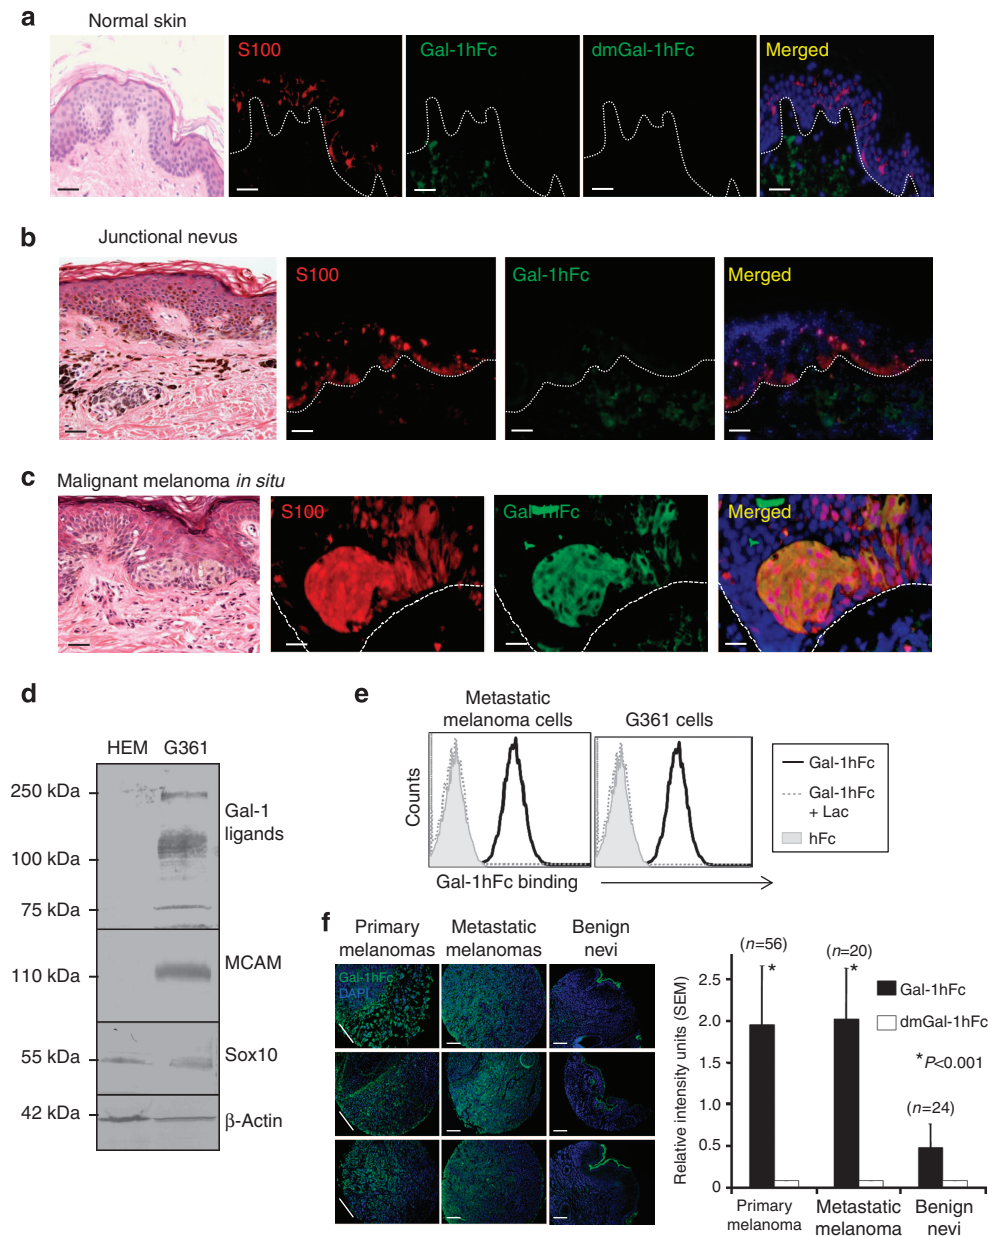 a
Normal skin
S100
Gal-1hFc
dmGal-1hFc
Merged
b
Junctional nevus
S100
Gal-1hFc
Merged
c
Malignant melanoma in situ
S100
Gal-1hFc
Merged
d
HEM G361
250 kDa
100 kDa
75 kDa
110 kDa
55 kDa
42 kDa
Gal-1
ligands
MCAM
Sox10
β-Actin
e
Metastatic
melanoma cells
G361 cells
Counts
Gal-1hFc binding
Gal-1hFc
Gal-1hFc
+ Lac
hFc
f
Primary
melanomas
Metastatic
melanomas
Benign
nevi
Gal-1hFc
DAPI
Relative intensity units (SEM)
2.5
2.0
1.5
1.0
0.5
0
(n=56)
*
(n=20)
*
(n=24)
Gal-1hFc
dmGal-1hFc
*P<0.001
Primary
melanoma
Metastatic
melanoma
Benign
nevi